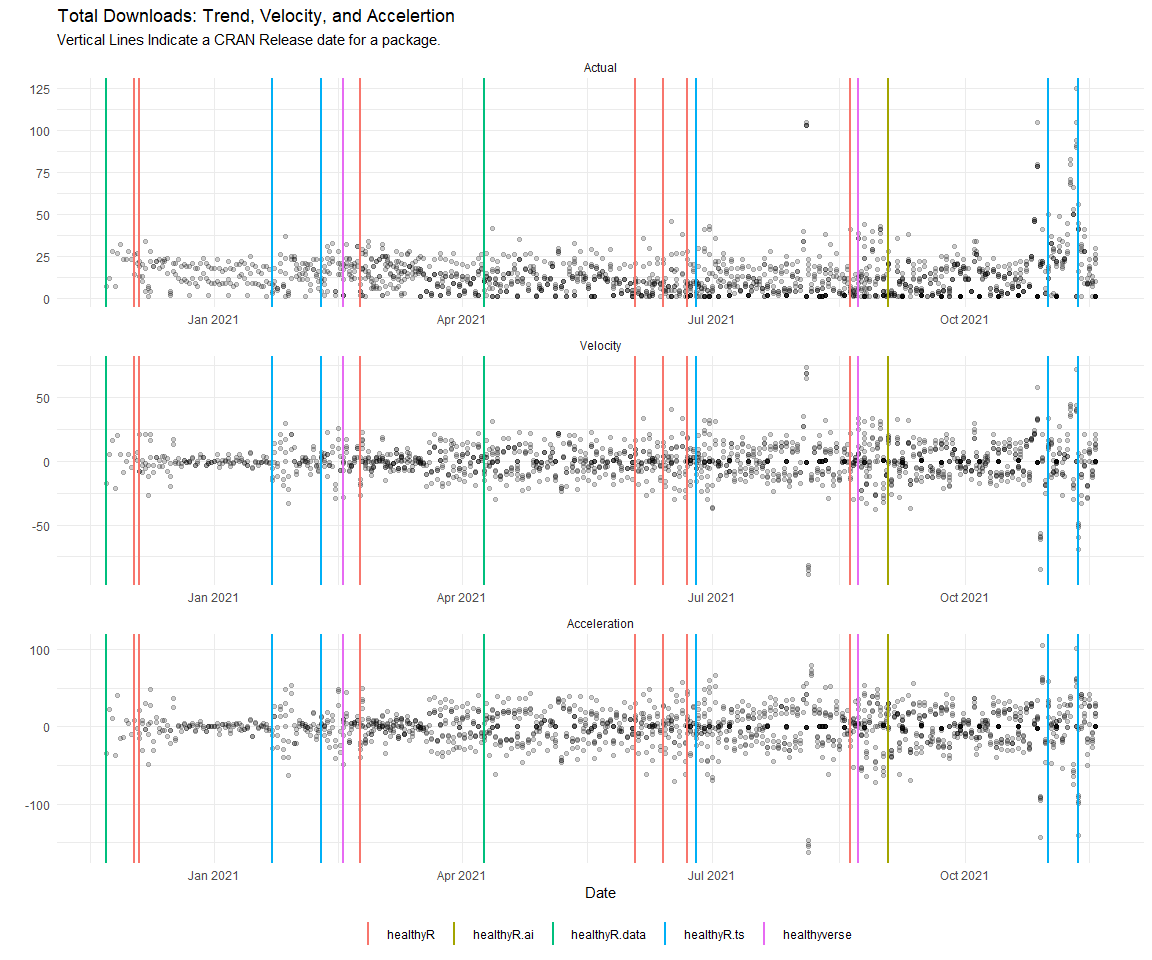 Total Downloads: Trend, Velocity, and Accelertion
Vertical Lines Indicate a CRAN Release date for a package.
Actual
125
100
75
50
25
0
Jan 2021 Apr 2021 Jul 2021 Oct 2021
Velocity
50
0
-50
Jan 2021 Apr 2021 Jul 2021 Oct 2021
Acceleration
100
0
-100
Jan 2021 Apr 2021 Jul 2021 Oct 2021
Date
healthyR healthyR.ai healthyR.data healthyR.ts healthyverse